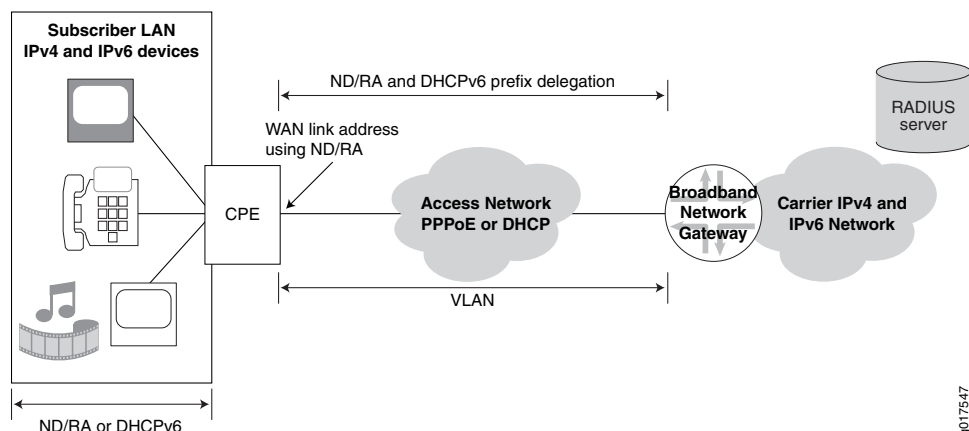 Subscriber LAN
IPv4 and IPv6 devices
ND/RA and DHCPv6 prefix delegation
RADIUS
server
WAN link address
using ND/RA
CPE
Access Network
PPPoE or DHCP
Broadband
Network
Gateway
Carrier IPv4 and
IPv6 Network
VLAN
ND/RA or DHCPv6